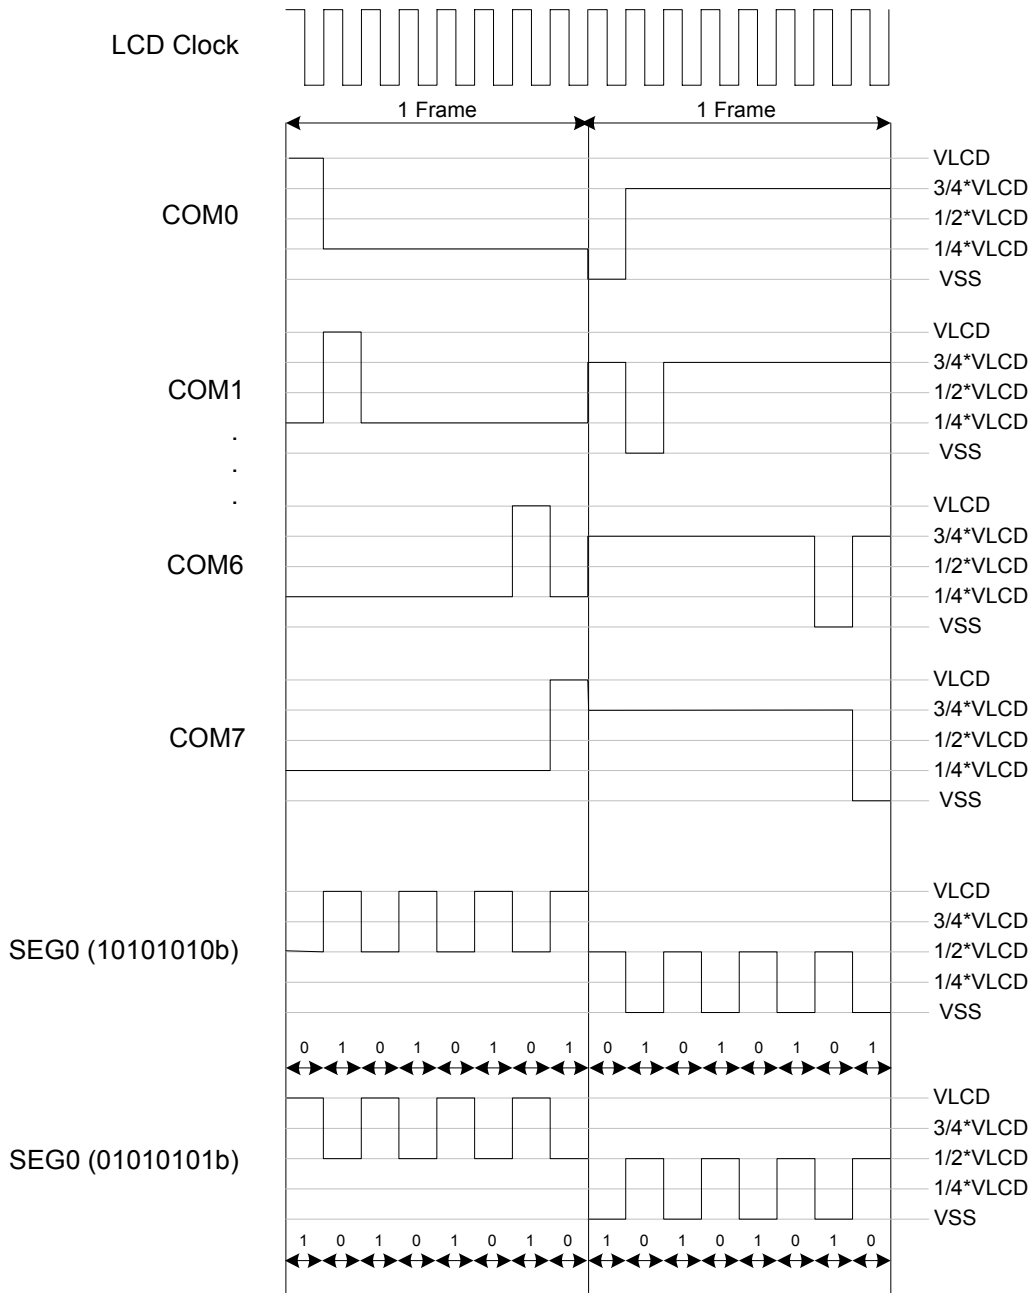 LCD Clock
1 Frame 1 Frame
VLCD
3/4*VLCD
COM0
1/2*VLCD
1/4*VLCD
VSS
VLCD
3/4*VLCD
COM1
1/2*VLCD
1/4*VLCD
.
VSS
.
.
VLCD
3/4*VLCD
COM6
1/2*VLCD
1/4*VLCD
VSS
VLCD
3/4*VLCD
COM7
1/2*VLCD
1/4*VLCD
VSS
VLCD
3/4*VLCD
SEG0 (10101010b)
1/2*VLCD
1/4*VLCD
VSS
0 1 0 1 0 1 0 1 0 1 0 1 0 1 0 1
VLCD
3/4*VLCD
SEG0 (01010101b)
1/2*VLCD
1/4*VLCD
VSS
1 0 1 0 1 0 1 0 1 0 1 0 1 0 1 0